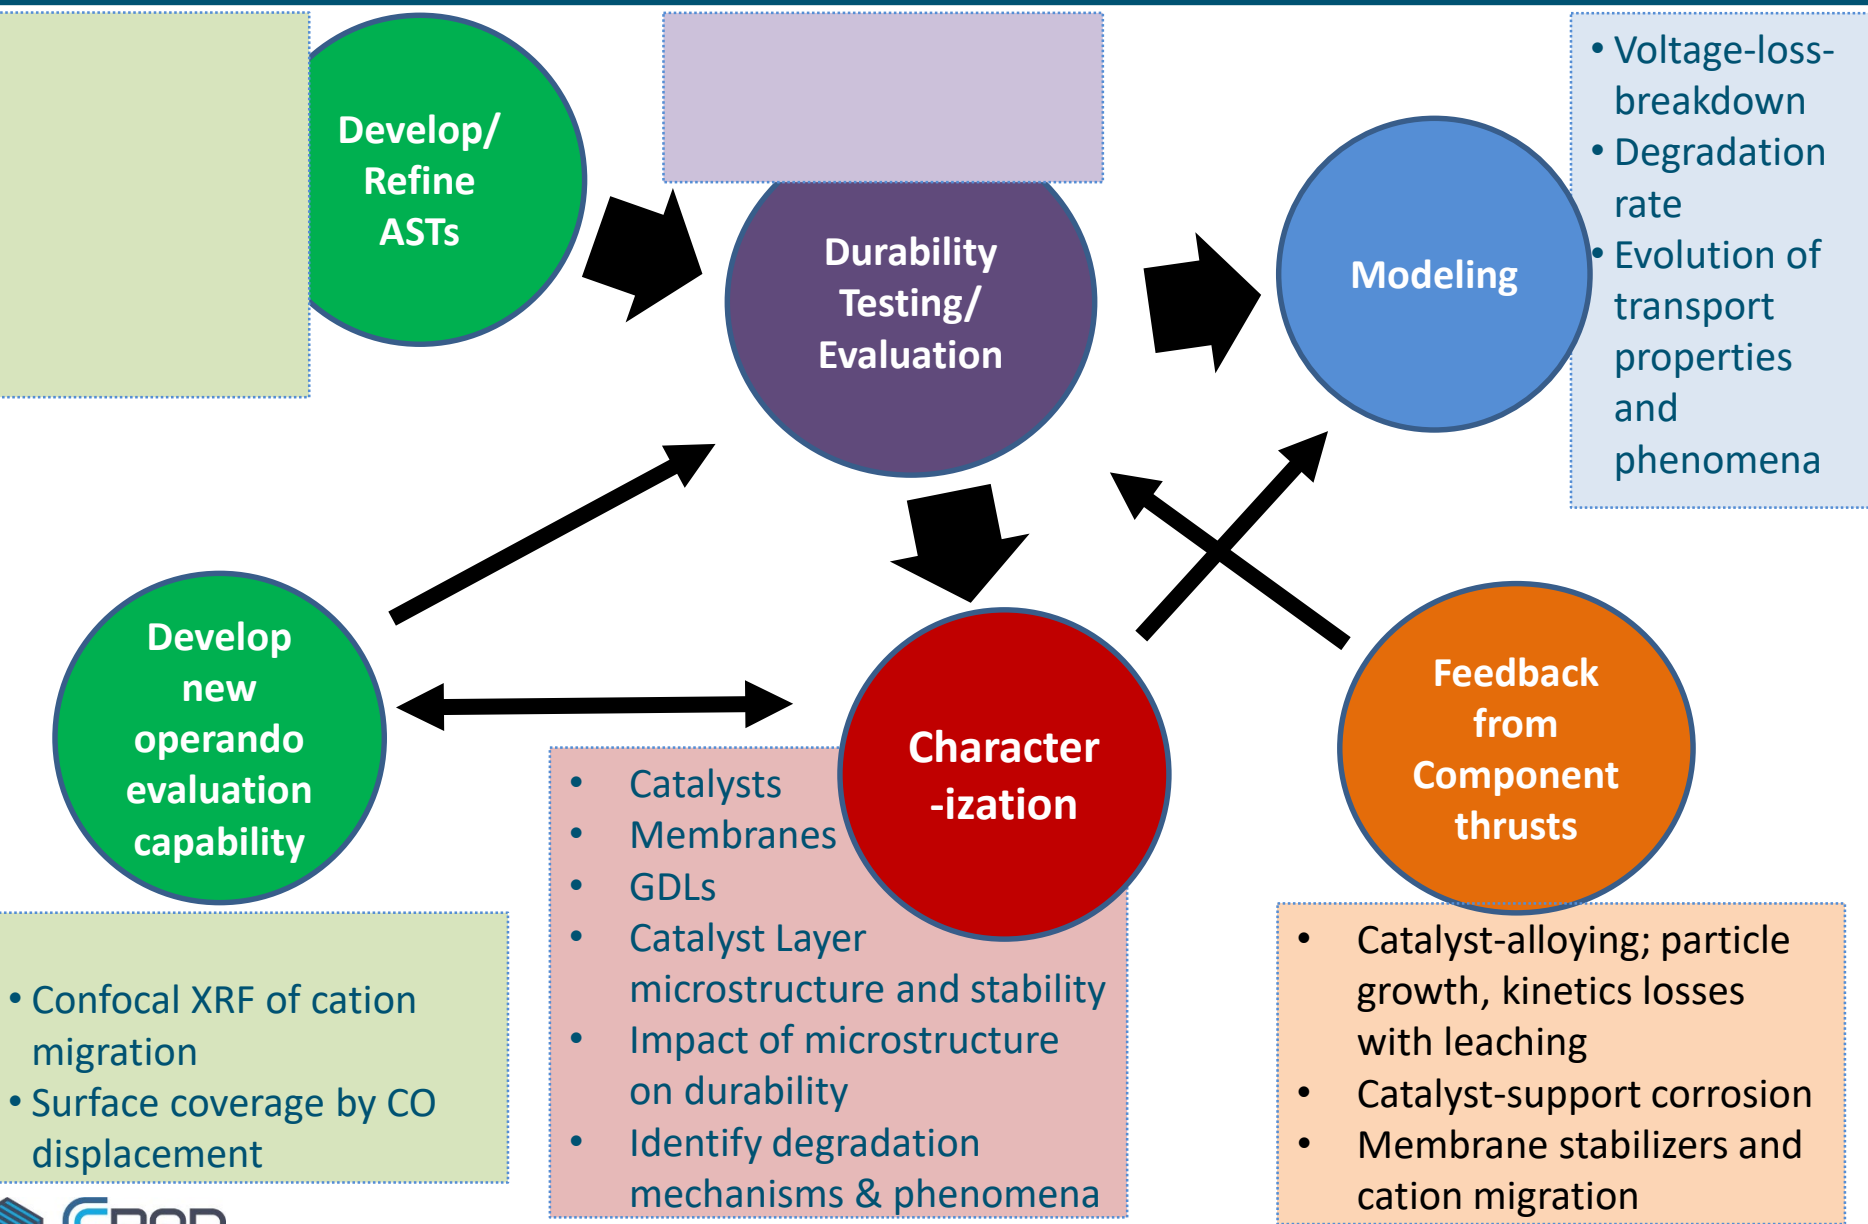 Develop/
Refine
ASTs
Durability
Testing/
Evaluation
Modeling
• Voltage-loss-
breakdown
• Degradation
rate
• Evolution of
transport
properties
and
phenomena
Develop
new
operando
evaluation
capability
• Confocal XRF of cation
migration
• Surface coverage by CO
displacement
Character
-ization
• Catalysts
• Membranes
• GDLs
• Catalyst Layer
microstructure and stability
• Impact of microstructure
on durability
• Identify degradation
mechanisms & phenomena
Feedback
from
Component
thrusts
• Catalyst-alloying; particle
growth, kinetics losses
with leaching
• Catalyst-support corrosion
• Membrane stabilizers and
cation migration